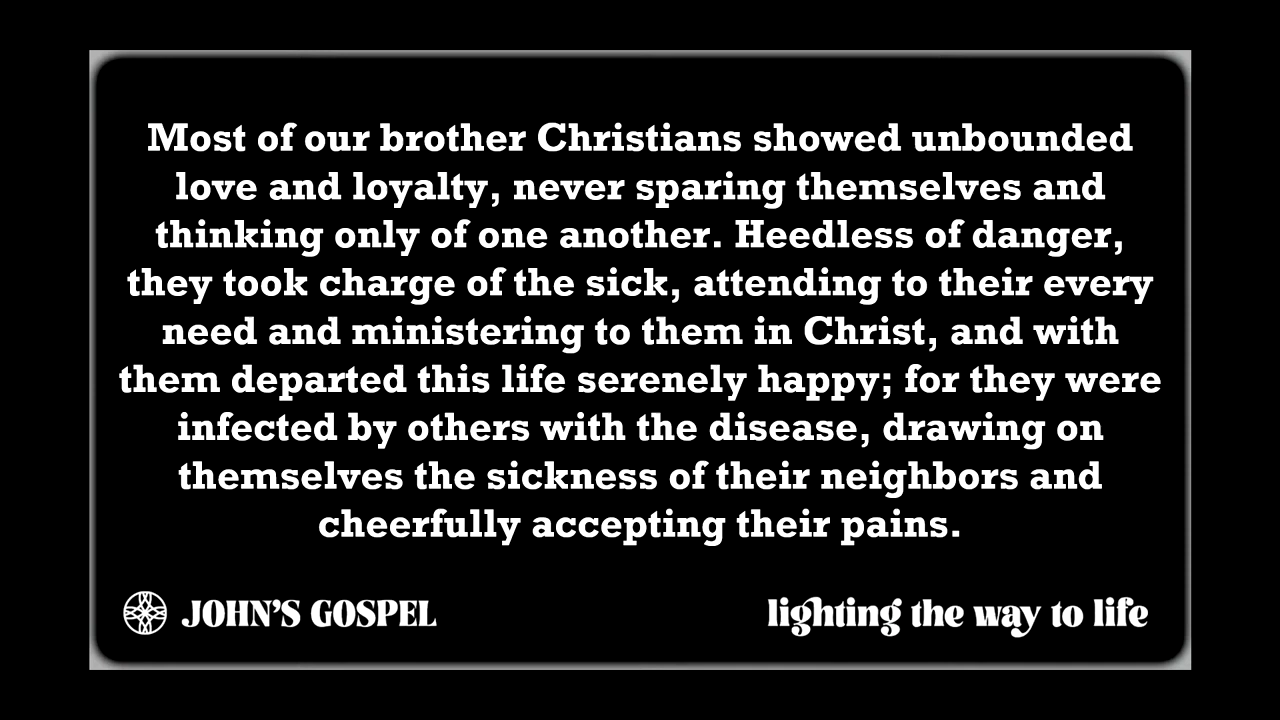 Most of our brother Christians showed unbounded
love and loyalty, never sparing themselves and
thinking only of one another. Heedless of danger,
they took charge of the sick, attending to their every
need and ministering to them in Christ, and with
them departed this life serenely happy; for they were
infected by others with the disease, drawing on
themselves the sickness of their neighbors and
cheerfully accepting their pains.
JOHN'S GOSPEL
lighting the way to life